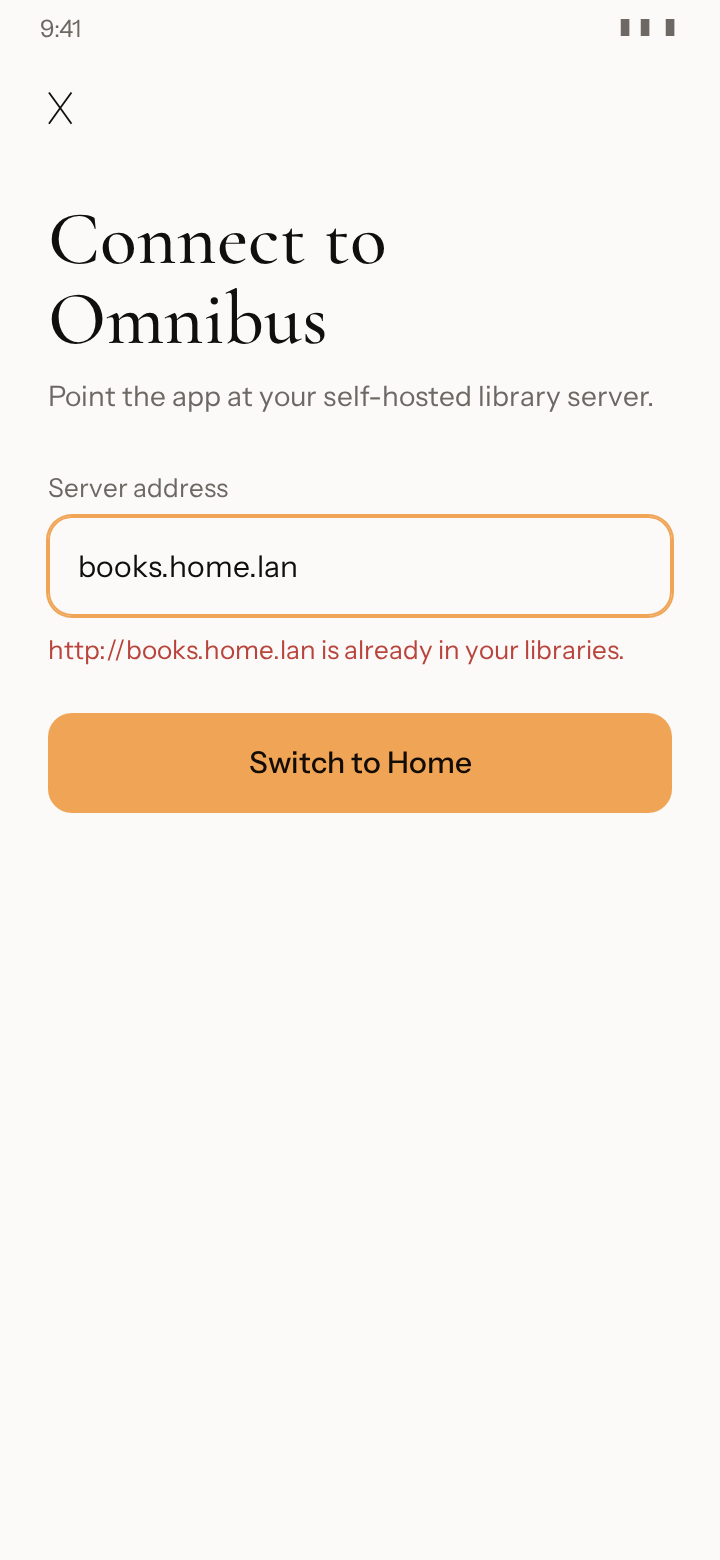 9:41
X
Connect to
Omnibus
Point the app at your self-hosted library server.
Server address
books.home.lan
http://books.home.lan is already in your libraries.
Switch to Home